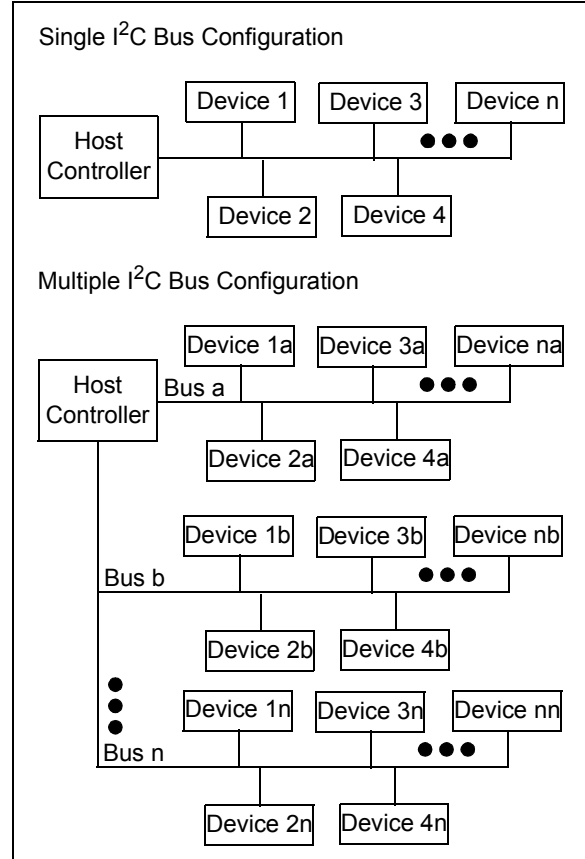 Single I²C Bus Configuration
Device 1
Device 3
Device n
Host
Controller
Device 2
Device 4
Multiple I²C Bus Configuration
Device 1a
Device 3a
Device na
Host
Controller
Bus a
Device 2a
Device 4a
Device 1b
Device 3b
Device nb
Bus b
Device 2b
Device 4b
Device 1n
Device 3n
Device nn
Bus n
Device 2n
Device 4n